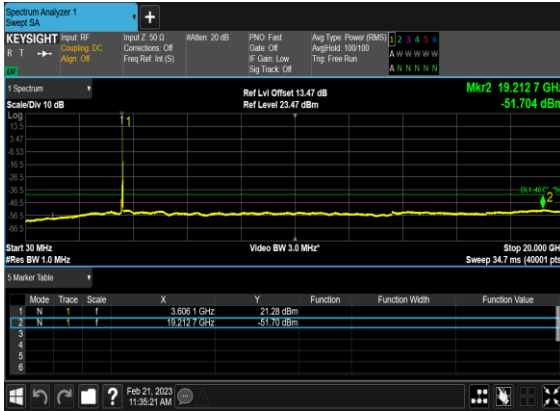 Spectrum Analyzer 1
Swept SA
+
KEYSIGHT Input: RF Input Z: 50 Ω #Atten: 20 dB PNO: Fast Avg Type: Power (RMS) 1 2 3 4 5 6
R T Coupling: DC Corrections: Off Gate: Off Avg|Hold: 100/100 A W W W W W
Align: Off Freq Ref: Int (S) IF Gain: Low Trig: Free Run
LW Sig Track: Off A N N N N N
1 Spectrum Ref Lvl Offset 13.47 dB Mkr2 19.212 7 GHz
Scale/Div 10 dB Ref Level 23.47 dBm -51.704 dBm
Log
13.5
3.47
-6.53
-16.5
-26.5
-36.5
-46.5
-56.5
-66.5
1
2
Start 30 MHz Video BW 3.0 MHz* Stop 20.000 GHz
#Res BW 1.0 MHz Sweep 34.7 ms (40001 pts)
5 Marker Table
Mode Trace Scale X Y Function Function Width Function Value
1 N 1 f 3.606 1 GHz 21.28 dBm
2 N 1 f 19.212 7 GHz -51.70 dBm
3
4
5
6
? Feb 21, 2023
11:35:21 AM